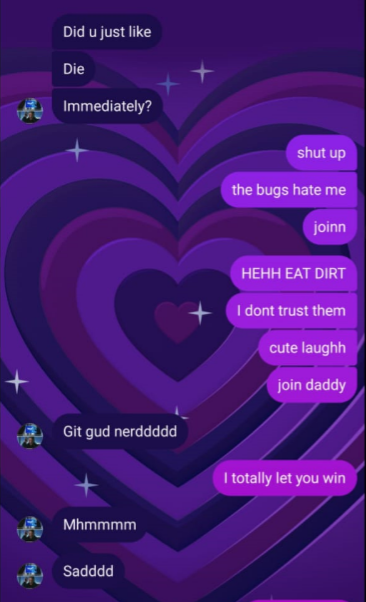 Did u just like
Die
Immediately?
shut up
the bugs hate me
joinn
HEHH EAT DIRT
I dont trust them
cute laughh
join daddy
Git gud nerddddd
I totally let you win
Mhmmmm
Sadddd